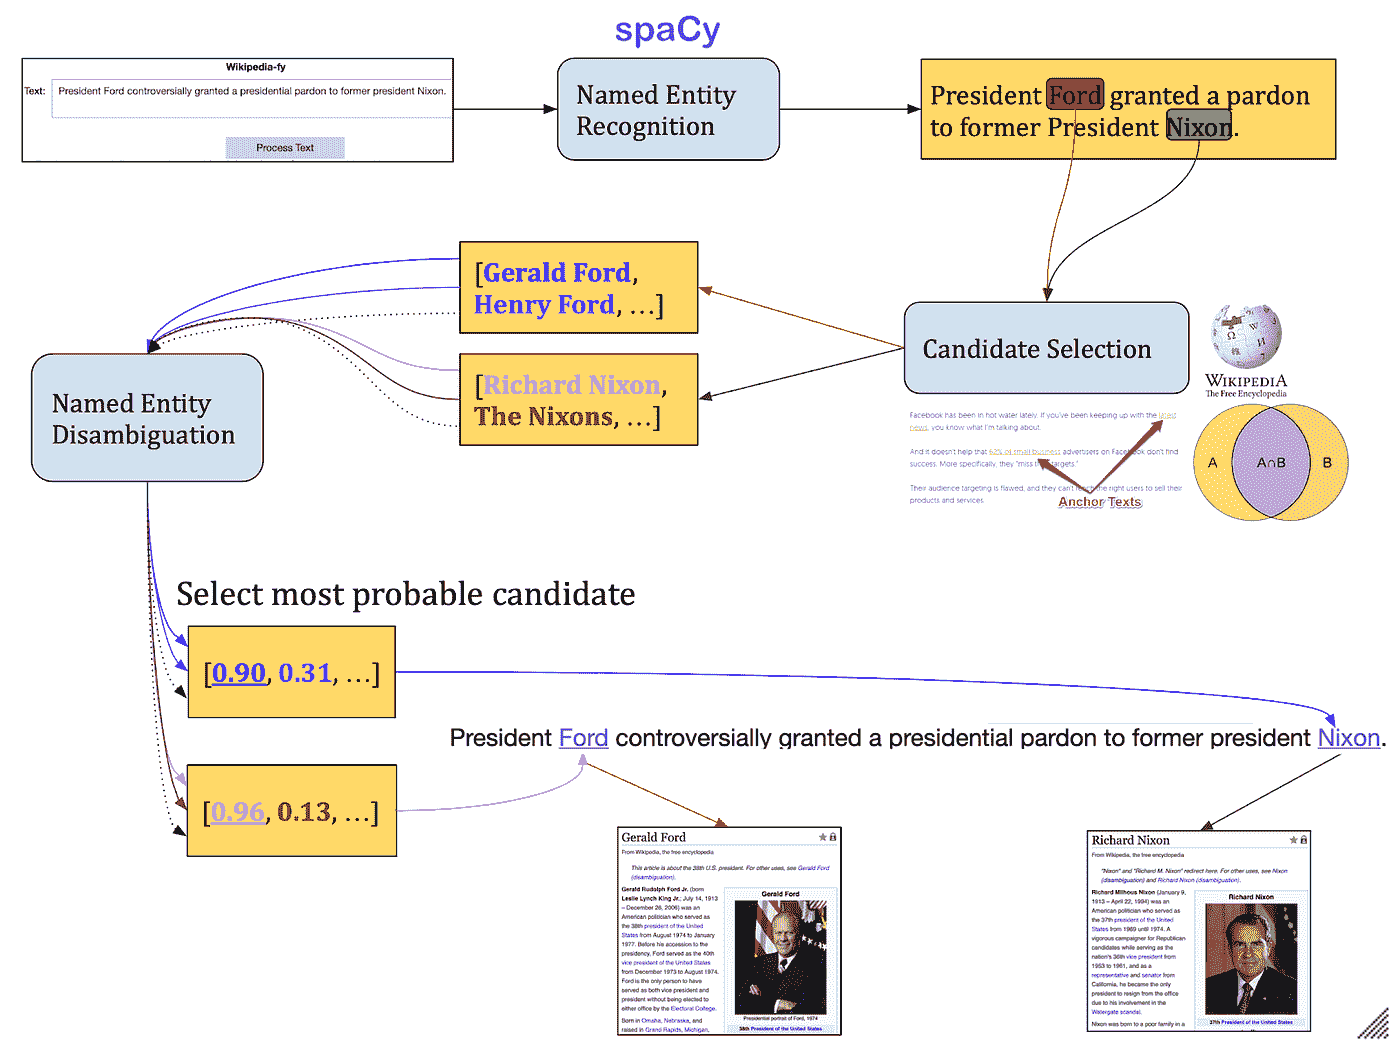 spaCy
Wikipedia-fy
Text: President Ford controversially granted a presidential pardon to former president Nixon.
Process Text
Named Entity
Recognition
President Ford granted a pardon
to former President Nixon.
[Gerald Ford,
Henry Ford, ...]
[Richard Nixon,
The Nixons, ...]
Candidate Selection
WIKIPEDIA
The Free Encyclopedia
Named Entity
Disambiguation
Facebook has been in hot water lately. If you've been keeping up with the latest
news, you know what I'm talking about.
And it doesn't help that 62% of small business advertisers on Facebook don't find
success. More specifically, they "miss targets."
Their audience targeting is flawed, and they can't reach the right users to sell their
products and services.
Anchor Texts
A
A∩B
B
Select most probable candidate
[0.90, 0.31, ...]
President Ford controversially granted a presidential pardon to former president Nixon.
[0.96, 0.13, ...]
Gerald Ford
From Wikipedia, the free encyclopedia
This article is about the 38th U.S. president. For other uses, see Gerald Ford
(disambiguation).
Gerald Rudolph Ford Jr. (born
Leslie Lynch King Jr.; July 14, 1913
– December 26, 2006) was an
American politician who served as
the 38th president of the United
States from August 1974 to January
1977. Before his accession to the
presidency, Ford served as the 40th
vice president of the United States
from December 1973 to August 1974.
Ford is the only person to have
served as both vice president and
president without being elected to
either office by the Electoral College.
Born in Omaha, Nebraska, and
raised in Grand Rapids, Michigan,
Gerald Ford
Presidential portrait of Ford, 1974
38th President of the United States
Richard Nixon
From Wikipedia, the free encyclopedia
"Nixon" and "Richard M. Nixon" redirect here. For other uses, see Nixon
(disambiguation) and Richard Nixon (disambiguation).
Richard Milhous Nixon (January 9,
1913 – April 22, 1994) was an
American politician who served as
the 37th president of the United
States from 1969 until 1974. A
vigorous campaigner for Republican
candidates while serving as the
nation's 36th vice president from
1953 to 1961, and as a
representative and senator from
California, he became the only
president to resign from the office
due to his involvement in the
Watergate scandal.
Nixon was born to a poor family in a
Richard Nixon
37th President of the United States